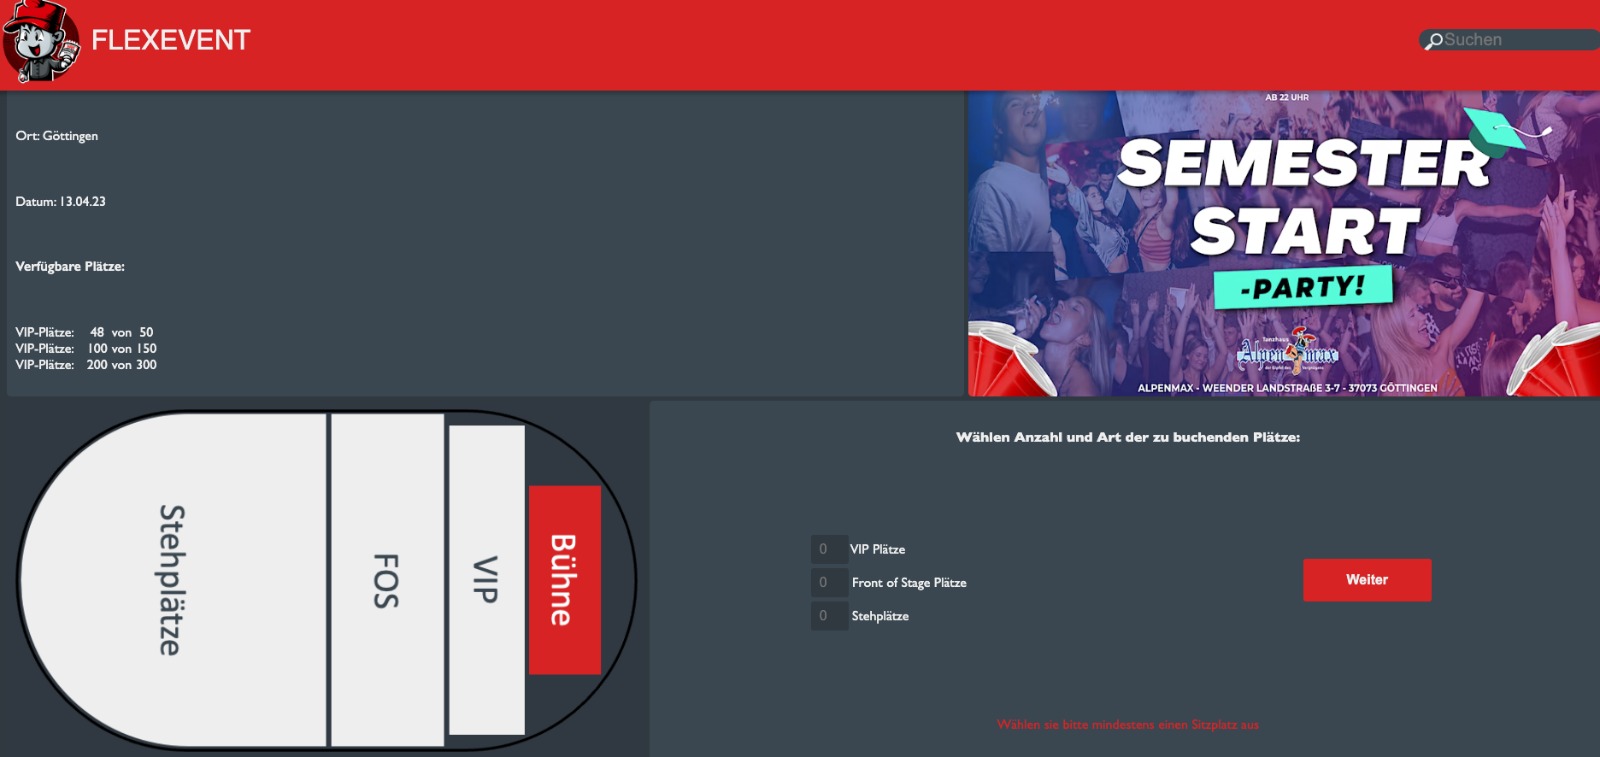 FLEXEVENT
Suchen
Ort: Göttingen
Datum: 13.04.23
Verfügbare Plätze:
VIP-Plätze: 48 von 50
VIP-Plätze: 100 von 150
VIP-Plätze: 200 von 300
AB 22 UHR
SEMESTER
START
-PARTY!
Tanzhaus
Alpenmax
ALPENMAX - WEENDER LANDSTRAßE 3-7 - 37073 GÖTTINGEN
Stehplätze
FOS
VIP
Bühne
Wählen Anzahl und Art der zu buchenden Plätze:
0 VIP Plätze
0 Front of Stage Plätze
0 Stehplätze
Weiter
Wählen sie bitte mindestens einen Sitzplatz aus